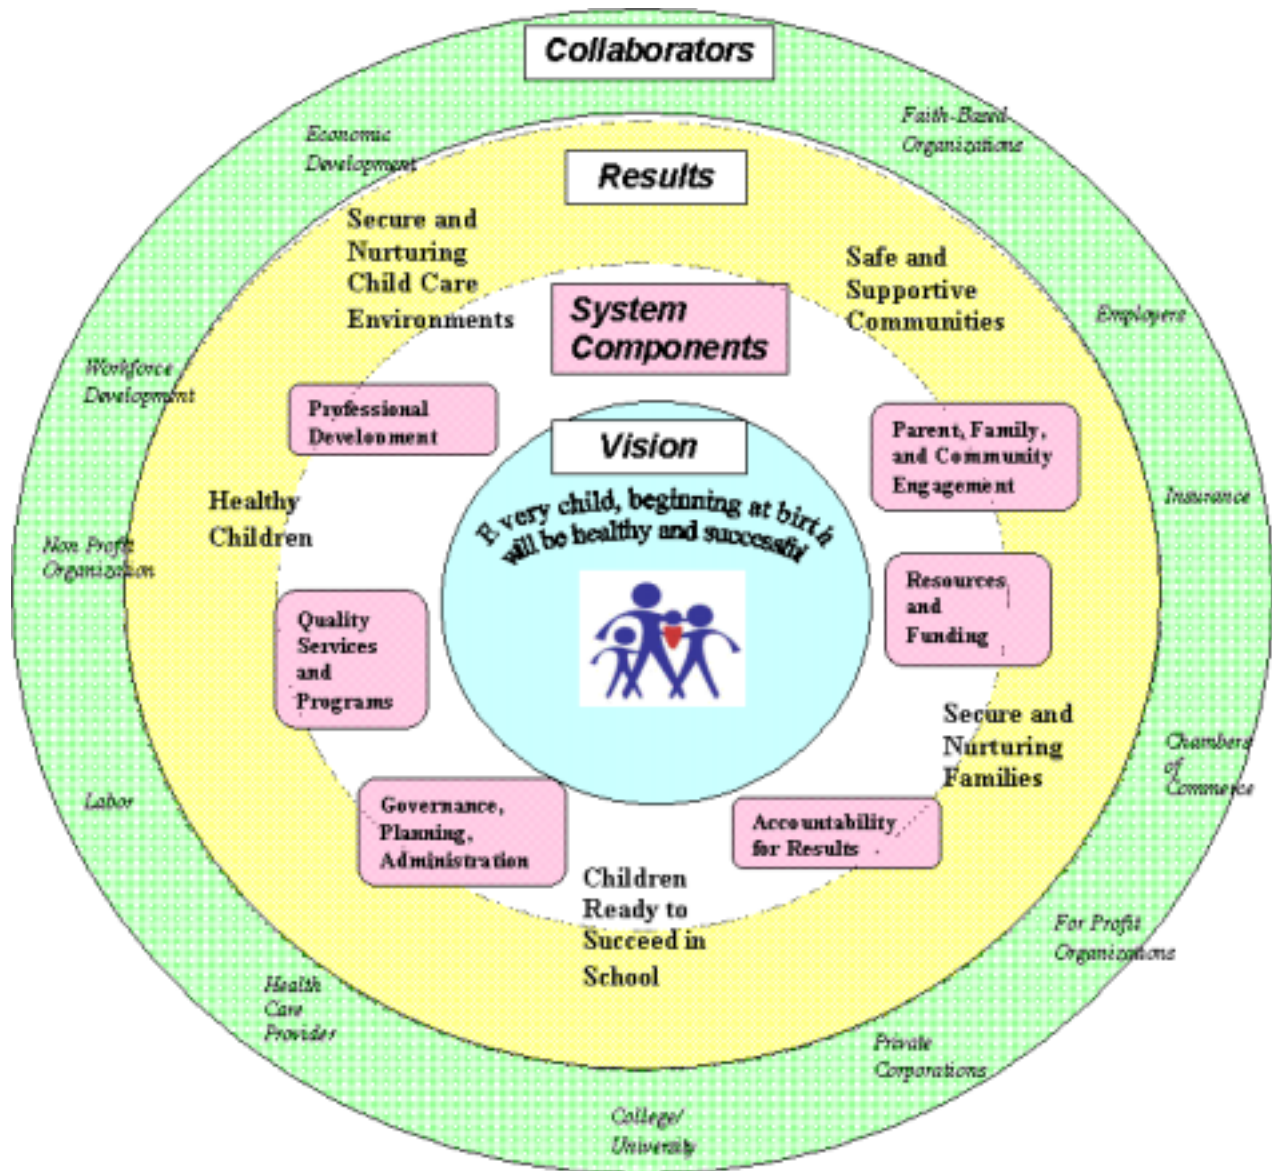 Collaborators
Economic
Development
Faith-Based
Organizations
Results
Secure and
Nurturing
Child Care
Environments
Safe and
Supportive
Communities
System
Components
Employers
Workforce
Development
Professional
Development
Parent, Family,
and Community
Engagement
Vision
Every child, beginning at birth
will be healthy and successful
Healthy
Children
Insurance
Non Profit
Organization
Resources
and
Funding
Quality
Services
and
Programs
Secure and
Nurturing
Families
Chambers
of
Commerce
Labor
Governance,
Planning,
Administration
Accountability
for Results
Children
Ready to
Succeed in
School
For Profit
Organizations
Health
Care
Provider
Private
Corporations
College/
University